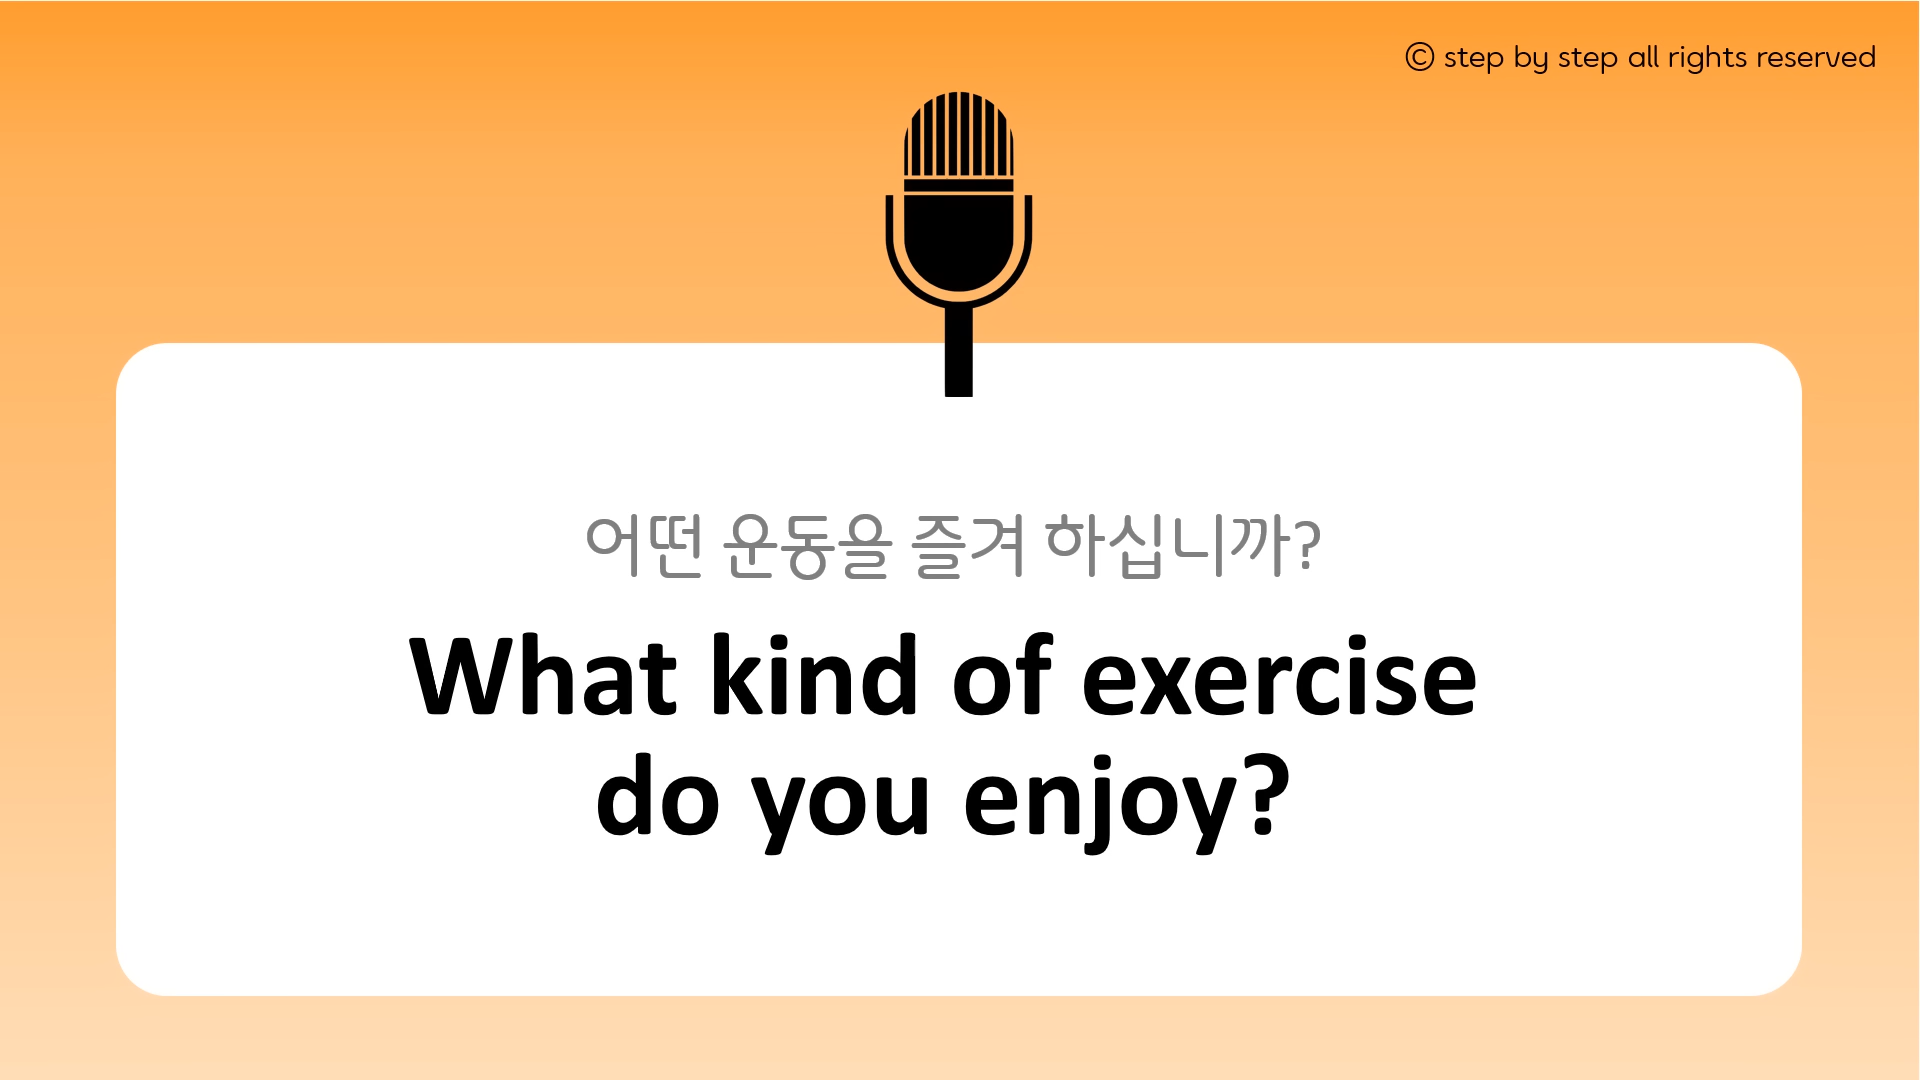 © step by step all rights reserved
어떤 운동을 즐겨 하십니까?
What kind of exercise
do you enjoy?